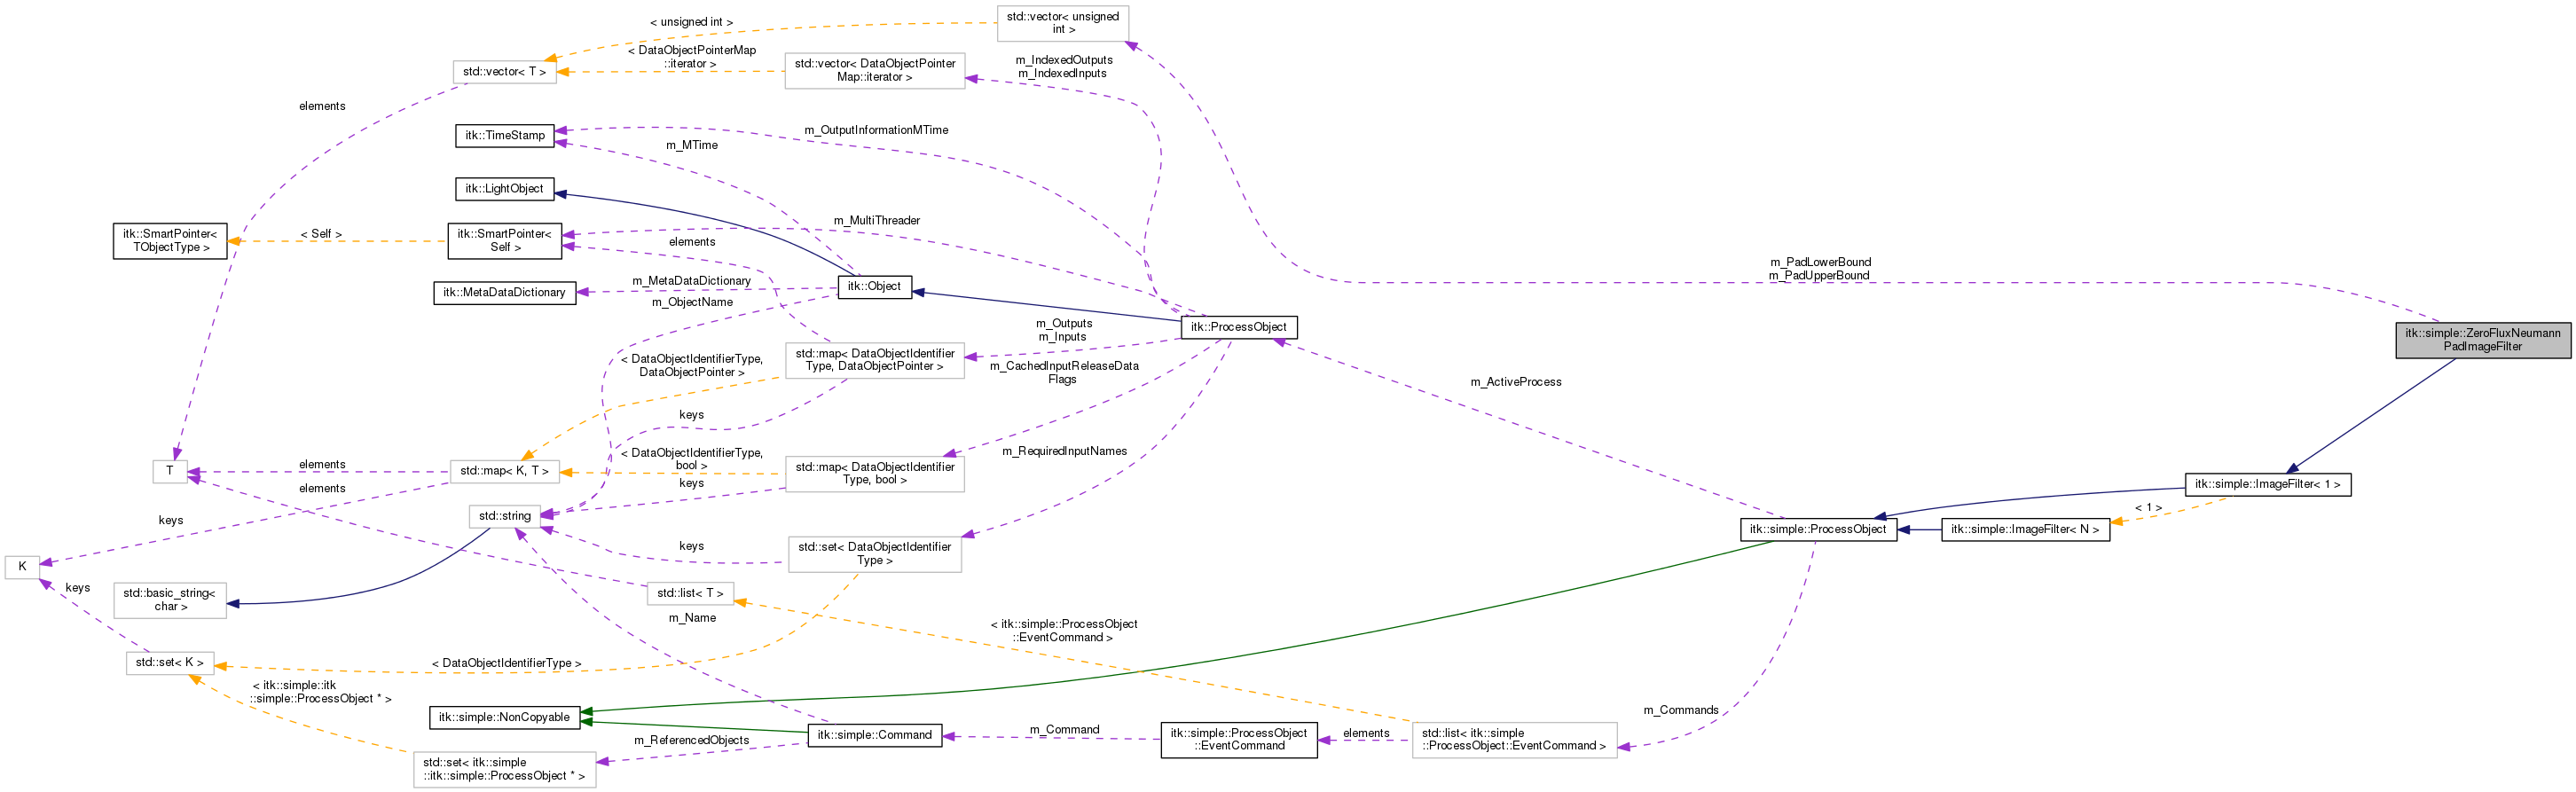 std::vector< unsigned
int >
< unsigned int >
< DataObjectPointerMap
::iterator >
std::vector< T >
std::vector< DataObjectPointer
Map::iterator >
m_IndexedOutputs
m_IndexedInputs
elements
itk::TimeStamp
m_OutputInformationMTime
m_MTime
itk::LightObject
itk::SmartPointer<
TObjectType >
< Self >
itk::SmartPointer<
Self >
m_MultiThreader
elements
itk::MetaDataDictionary
m_MetaDataDictionary
m_ObjectName
itk::Object
m_PadLowerBound
m_PadUpperBound
itk::ProcessObject
m_Outputs
m_Inputs
itk::simple::ZeroFluxNeumann
PadImageFilter
< DataObjectIdentifierType,
DataObjectPointer >
std::map< DataObjectIdentifier
Type, DataObjectPointer >
m_CachedInputReleaseData
Flags
m_ActiveProcess
keys
m_RequiredInputNames
T
elements
std::map< K, T >
< DataObjectIdentifierType,
bool >
std::map< DataObjectIdentifier
Type, bool >
elements
keys
itk::simple::ImageFilter< 1 >
< 1 >
keys
std::string
itk::simple::ProcessObject
itk::simple::ImageFilter< N >
K
keys
std::set< DataObjectIdentifier
Type >
keys
std::basic_string<
char >
std::list< T >
m_Name
< itk::simple::ProcessObject
::EventCommand >
std::set< K >
< DataObjectIdentifierType >
< itk::simple::itk
::simple::ProcessObject * >
itk::simple::NonCopyable
m_Commands
itk::simple::Command
m_Command
itk::simple::ProcessObject
::EventCommand
elements
std::list< itk::simple
::ProcessObject::EventCommand >
m_ReferencedObjects
std::set< itk::simple
::itk::simple::ProcessObject * >